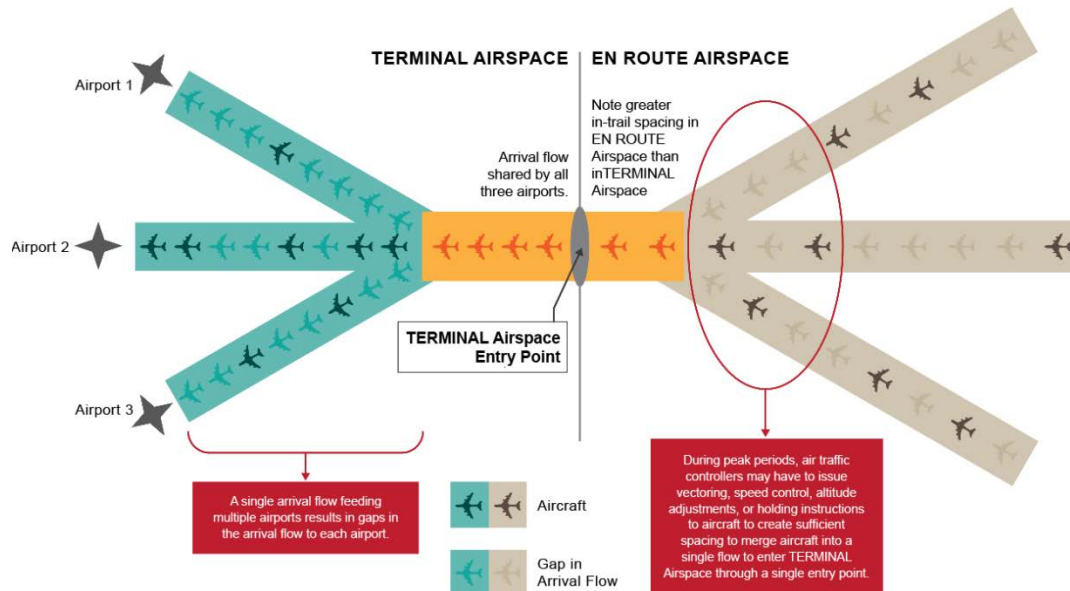 TERMINAL AIRSPACE
EN ROUTE AIRSPACE
Airport 1
Note greater
in-trail spacing in
EN ROUTE
Airspace than
inTERMINAL
Airspace
Arrival flow
shared by all
three airports.
Airport 2
TERMINAL Airspace
Entry Point
Airport 3
A single arrival flow feeding
multiple airports results in gaps in
the arrival flow to each airport.
Aircraft
Gap in
Arrival Flow
During peak periods, air traffic
controllers may have to issue
vectoring, speed control, altitude
adjustments, or holding instructions
to aircraft to create sufficient
spacing to merge aircraft into a
single flow to enter TERMINAL
Airspace through a single entry point.